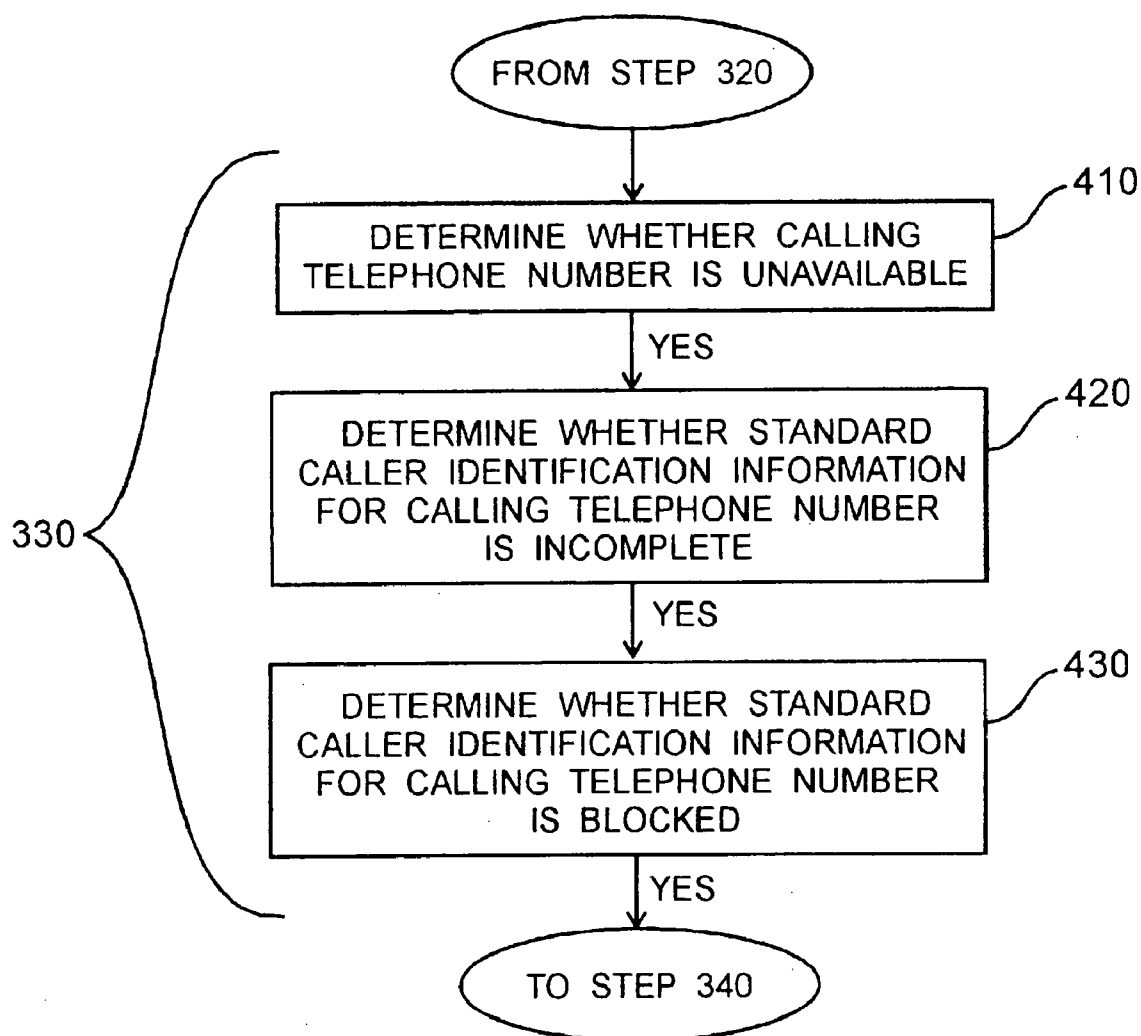 FROM STEP 320
410
DETERMINE WHETHER CALLING
TELEPHONE NUMBER IS UNAVAILABLE
YES
420
DETERMINE WHETHER STANDARD
CALLER IDENTIFICATION INFORMATION
FOR CALLING TELEPHONE NUMBER
IS INCOMPLETE
330
YES
430
DETERMINE WHETHER STANDARD
CALLER IDENTIFICATION INFORMATION
FOR CALLING TELEPHONE NUMBER
IS BLOCKED
YES
TO STEP 340